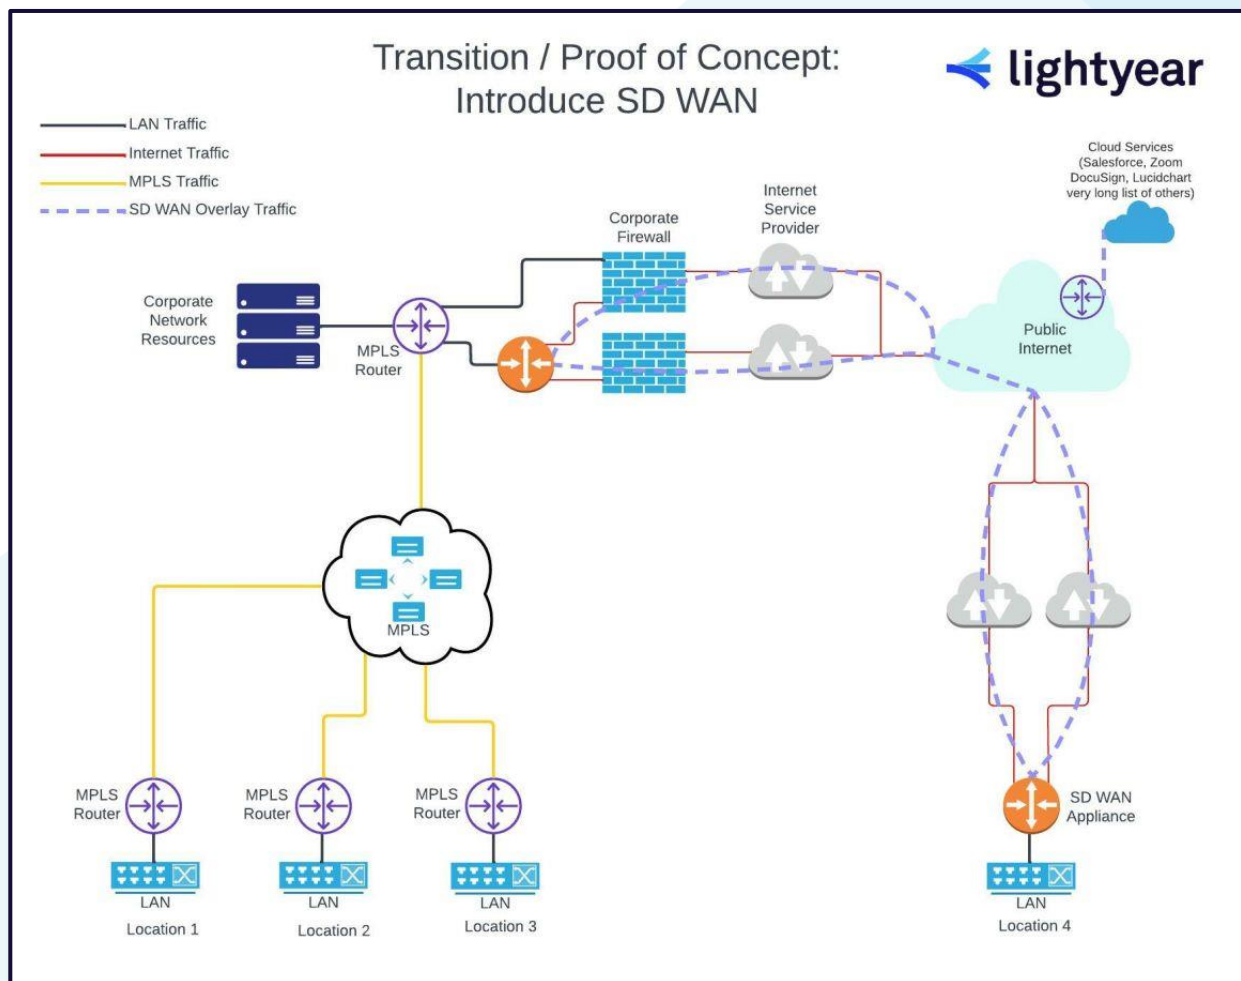 Transition / Proof of Concept:
Introduce SD WAN
lightyear
LAN Traffic
Internet Traffic
MPLS Traffic
SD WAN Overlay Traffic
Cloud Services
(Salesforce, Zoom
DocuSign, Lucidchart
very long list of others)
Internet
Service
Provider
Corporate
Firewall
Corporate
Network
Resources
MPLS
Router
Public
Internet
MPLS
MPLS
Router
MPLS
Router
MPLS
Router
SD WAN
Appliance
LAN
LAN
LAN
LAN
Location 1
Location 2
Location 3
Location 4